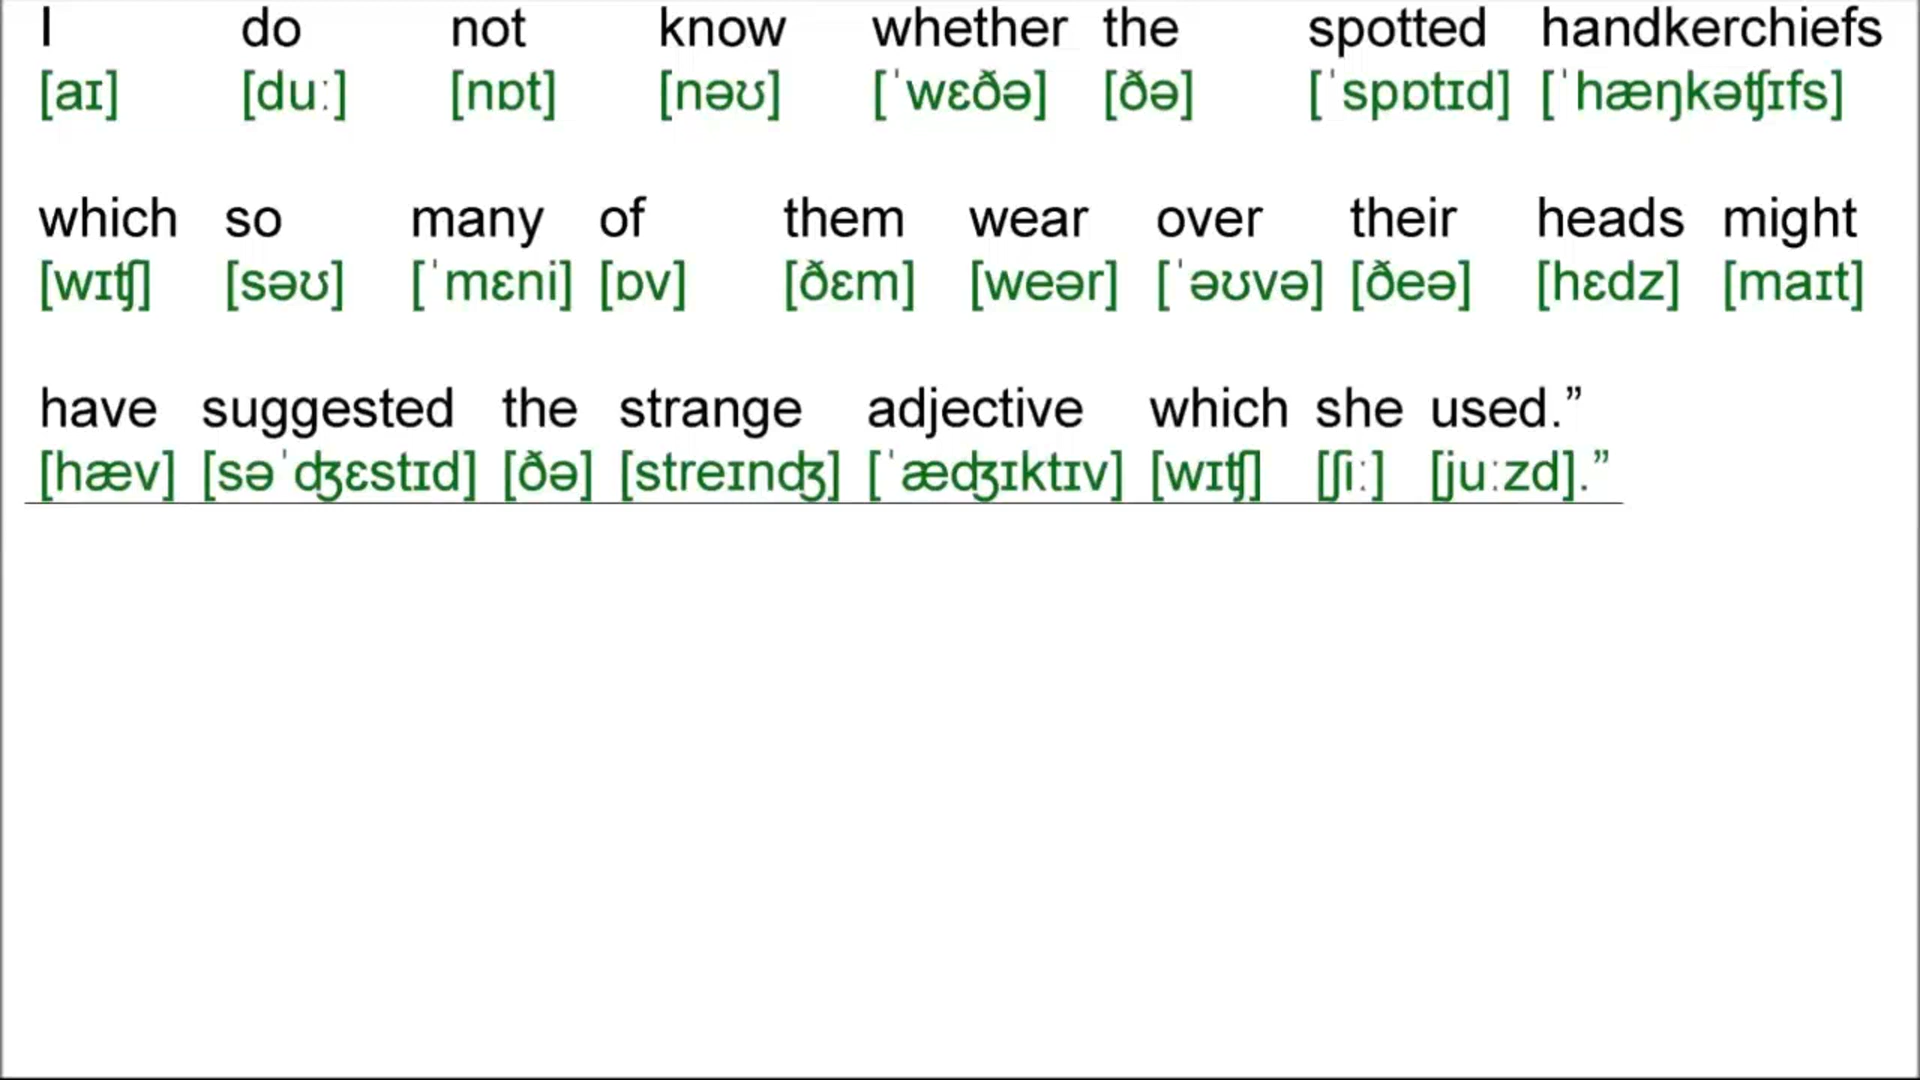 I do not know whether the spotted handkerchiefs
[aɪ] [duː] [nɒt] [nəʊ] [ˈwɛðə] [ðə] [ˈspɒtɪd] [ˈhæŋkəʧɪfs]
which so many of them wear over their heads might
[wɪʧ] [səʊ] [ˈmɛni] [ɒv] [ðɛm] [weər] [ˈəʊvə] [ðeə] [hɛdz] [maɪt]
have suggested the strange adjective which she used.”
[hæv] [səˈʤɛstɪd] [ðə] [streɪnʤ] [ˈæʤɪktɪv] [wɪʧ] [ʃiː] [juːzd].”